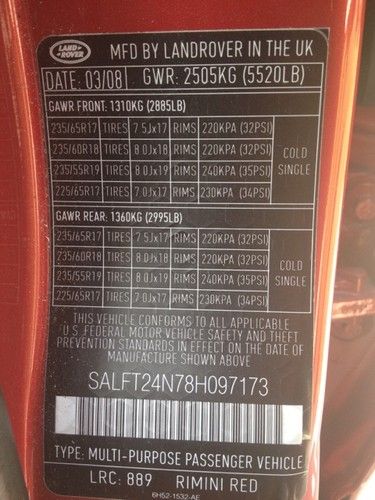 LAND ROVER
MFD BY LANDROVER IN THE UK
DATE: 03/08 GWR: 2505KG (5520LB)
GAWR FRONT: 1310KG (2885LB)
235/65R17 TIRES 7.5Jx17 RIMS 220KPA (32PSI)
235/60R18 TIRES 8.0Jx18 RIMS 220KPA (32PSI) COLD
235/55R19 TIRES 8.0Jx19 RIMS 240KPA (35PSI) SINGLE
225/65R17 TIRES 7.0Jx17 RIMS 230KPA (34PSI)
GAWR REAR: 1360KG (2995LB)
235/65R17 TIRES 7.5Jx17 RIMS 220KPA (32PSI)
235/60R18 TIRES 8.0Jx18 RIMS 220KPA (32PSI) COLD
235/55R19 TIRES 8.0Jx19 RIMS 240KPA (35PSI) SINGLE
225/65R17 TIRES 7.0Jx17 RIMS 230KPA (34PSI)
THIS VEHICLE CONFORMS TO ALL APPLICABLE
U.S. FEDERAL MOTOR VEHICLE SAFETY AND THEFT
PREVENTION STANDARDS IN EFFECT ON THE DATE
OF MANUFACTURE SHOWN ABOVE
SALFT24N78H097173
TYPE: MULTI-PURPOSE PASSENGER VEHICLE
LRC: 889 RIMINI RED
6H52-1532-AF